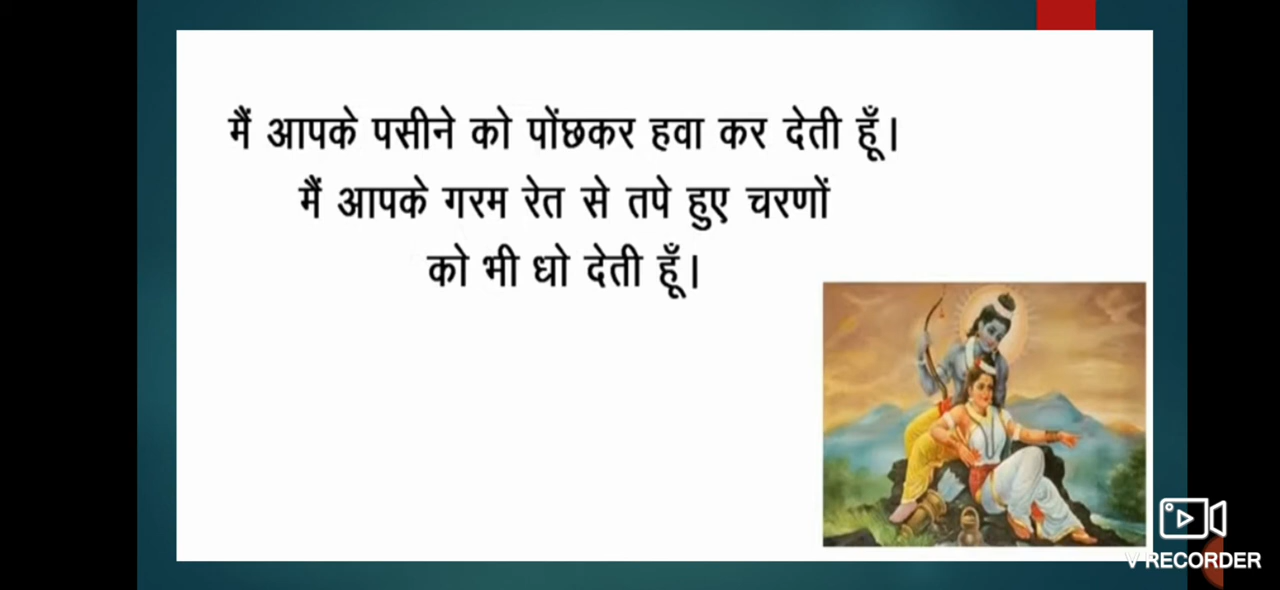 मैं आपके पसीने को पोंछकर हवा कर देती हूँ।
मैं आपके गरम रेत से तपे हुए चरणों
को भी धो देती हूँ।
V RECORDER